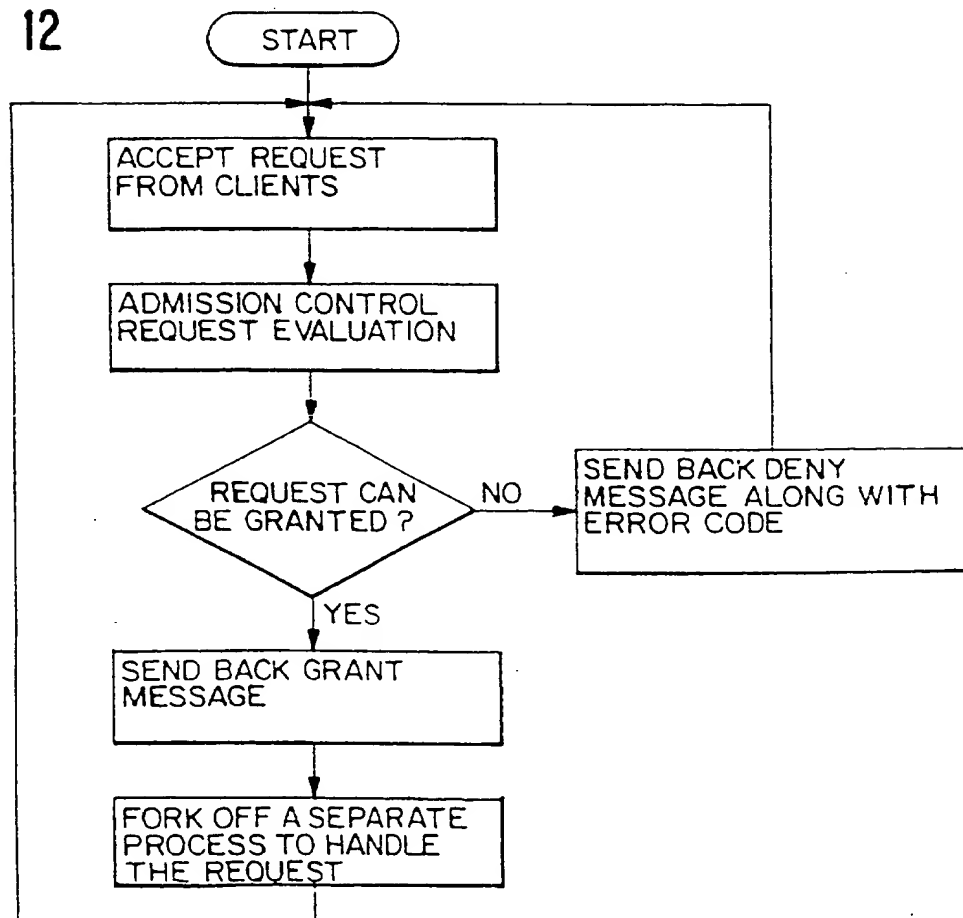 12
START
ACCEPT REQUEST
FROM CLIENTS
ADMISSION CONTROL
REQUEST EVALUATION
REQUEST CAN
BE GRANTED ?
NO
SEND BACK DENY
MESSAGE ALONG WITH
ERROR CODE
YES
SEND BACK GRANT
MESSAGE
FORK OFF A SEPARATE
PROCESS TO HANDLE
THE REQUEST